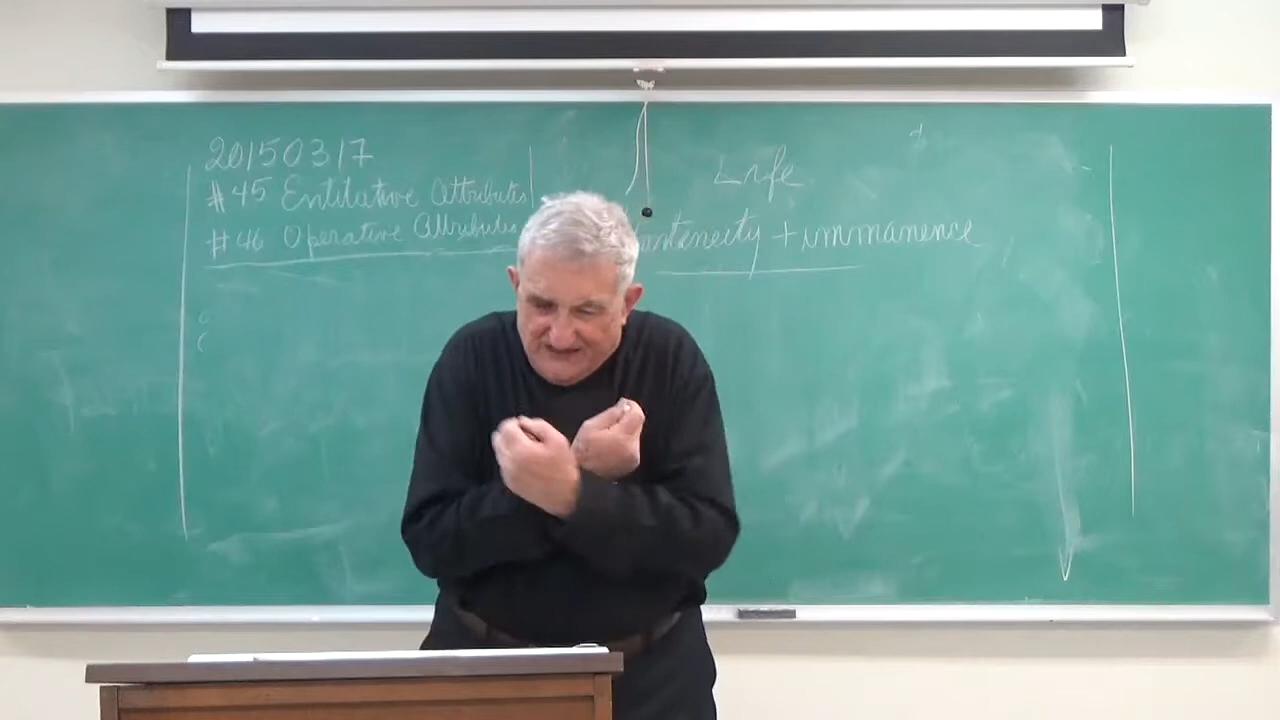 20150317
#45 Entitative Attributes
#46 Operative Attributes
Life
+ immanence